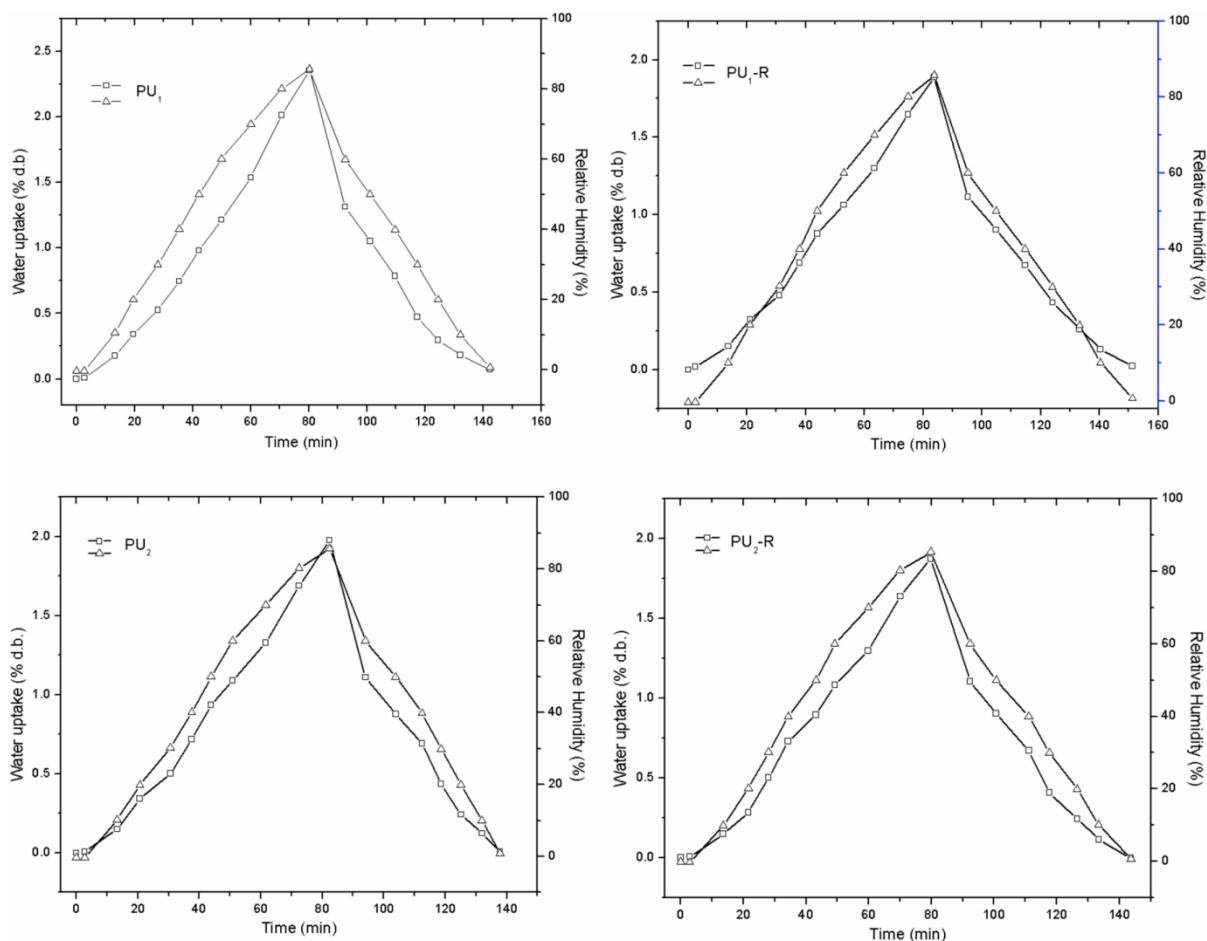 PU1
Water uptake (% d.b)
2.5
2.0
1.5
1.0
0.5
0.0
100
80
60
40
20
0
Relative Humidity (%)
0 20 40 60 80 100 120 140 160
Time (min)
PU1-R
Water uptake (% d.b)
2.0
1.5
1.0
0.5
0.0
100
80
60
40
20
0
Relative Humidity (%)
0 20 40 60 80 100 120 140 160
Time (min)
PU2
Water uptake (% d.b.)
2.0
1.5
1.0
0.5
0.0
100
80
60
40
20
0
Relative Humidity (%)
0 20 40 60 80 100 120 140
Time (min)
PU2-R
Water uptake (% d.b.)
2.0
1.5
1.0
0.5
0.0
100
80
60
40
20
0
Relative Humidity (%)
0 20 40 60 80 100 120 140
Time (min)